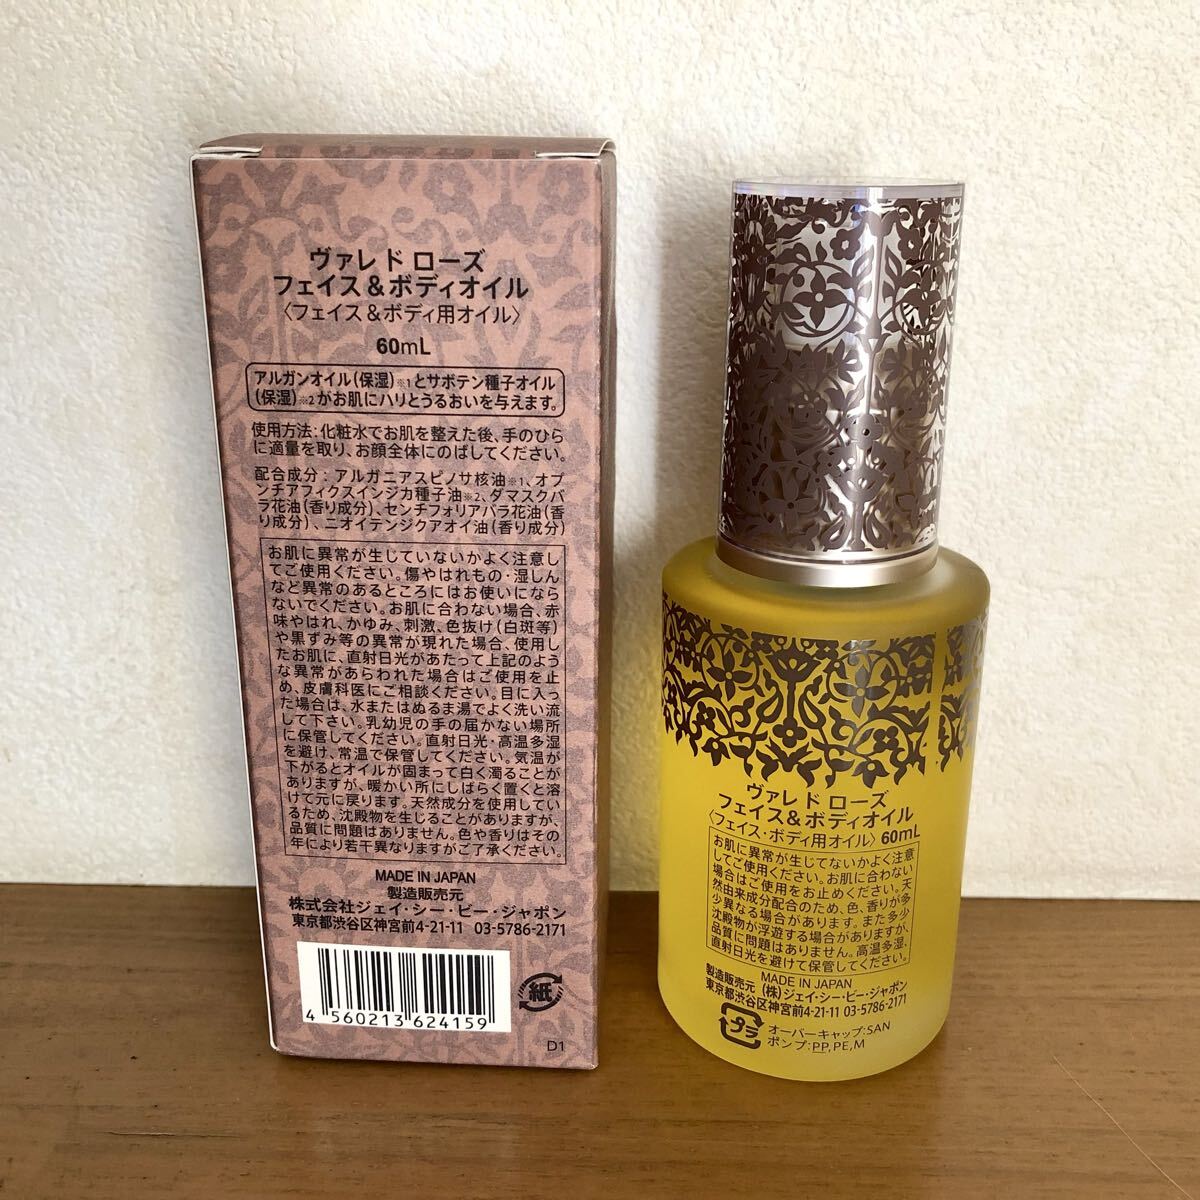 ヴァレド ローズ
フェイス＆ボディオイル
〈フェイス＆ボディ用オイル〉
60mL
アルガンオイル(保湿)※1とサボテン種子オイル
(保湿)※2がお肌にハリとうるおいを与えます。
使用方法:化粧水でお肌を整えた後、手のひら
に適量を取り、お顔全体にのばしてください。
配合成分：アルガニアスピノサ核油※1、オプ
ンチアフィクスインジカ種子油※2、ダマスクバ
ラ花油(香り成分)、センチフォリアバラ花油(香
り成分)、ニオイテンジクアオイ油(香り成分)
お肌に異常が生じていないかよく注意し
てご使用ください。傷やはれもの・湿しん
など異常のあるところにはお使いになら
ないでください。お肌に合わない場合、赤
味やはれ、かゆみ、刺激、色抜け(白斑等)
や黒ずみ等の異常が現れた場合、使用し
たお肌に、直射日光があたって上記のよう
な異常があらわれた場合はご使用を止
め、皮膚科医にご相談ください。目に入っ
た場合は、水またはぬるま湯でよく洗い流
して下さい。乳幼児の手の届かない場所
に保管してください。直射日光・高温多湿
を避け、常温で保管してください。気温が
下がるとオイルが固まって白く濁ることが
ありますが、暖かい所にしばらく置くと溶
けて元に戻ります。天然成分を使用してい
るため、沈殿物を生じることがありますが、
品質に問題はありません。色や香りはその
年により若干異なりますがご了承ください。
MADE IN JAPAN
製造販売元
株式会社ジェイ・シー・ビー・ジャポン
東京都渋谷区神宮前4-21-11 03-5786-2171
4 560213 624159
紙
D1
ヴァレド ローズ
フェイス＆ボディオイル
〈フェイス・ボディ用オイル〉60mL
お肌に異常が生じてないかよく注意
してご使用ください。お肌に合わない
場合はご使用をお止めください。天
然由来成分配合のため、色、香りが多
少異なる場合があります。また多少
沈殿物が浮遊する場合がありますが、
品質に問題はありません。高温多湿、
直射日光を避けて保管してください。
MADE IN JAPAN
製造販売元 (株)ジェイ・シー・ビー・ジャポン
東京都渋谷区神宮前4-21-11 03-5786-2171
プラ オーバーキャップ:SAN
ポンプ:PP,PE,M